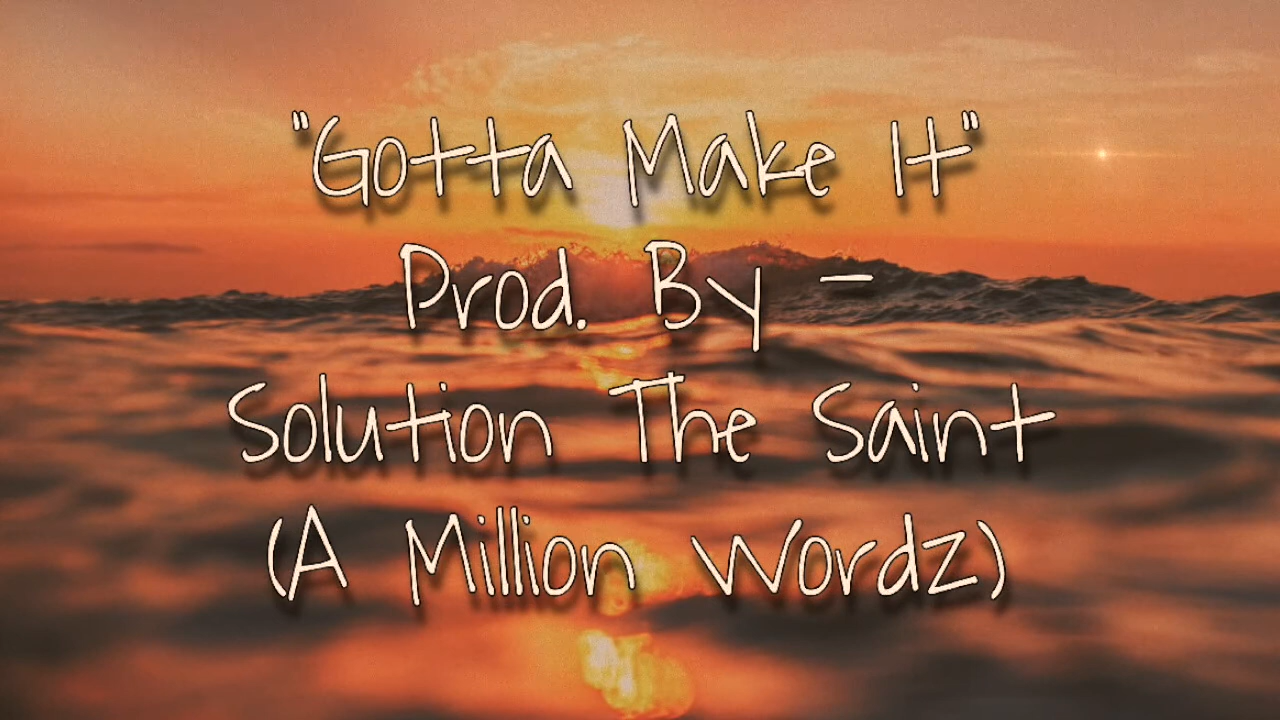 "Gotta Make It"
Prod. By -
Solution The Saint
(A Million Wordz)